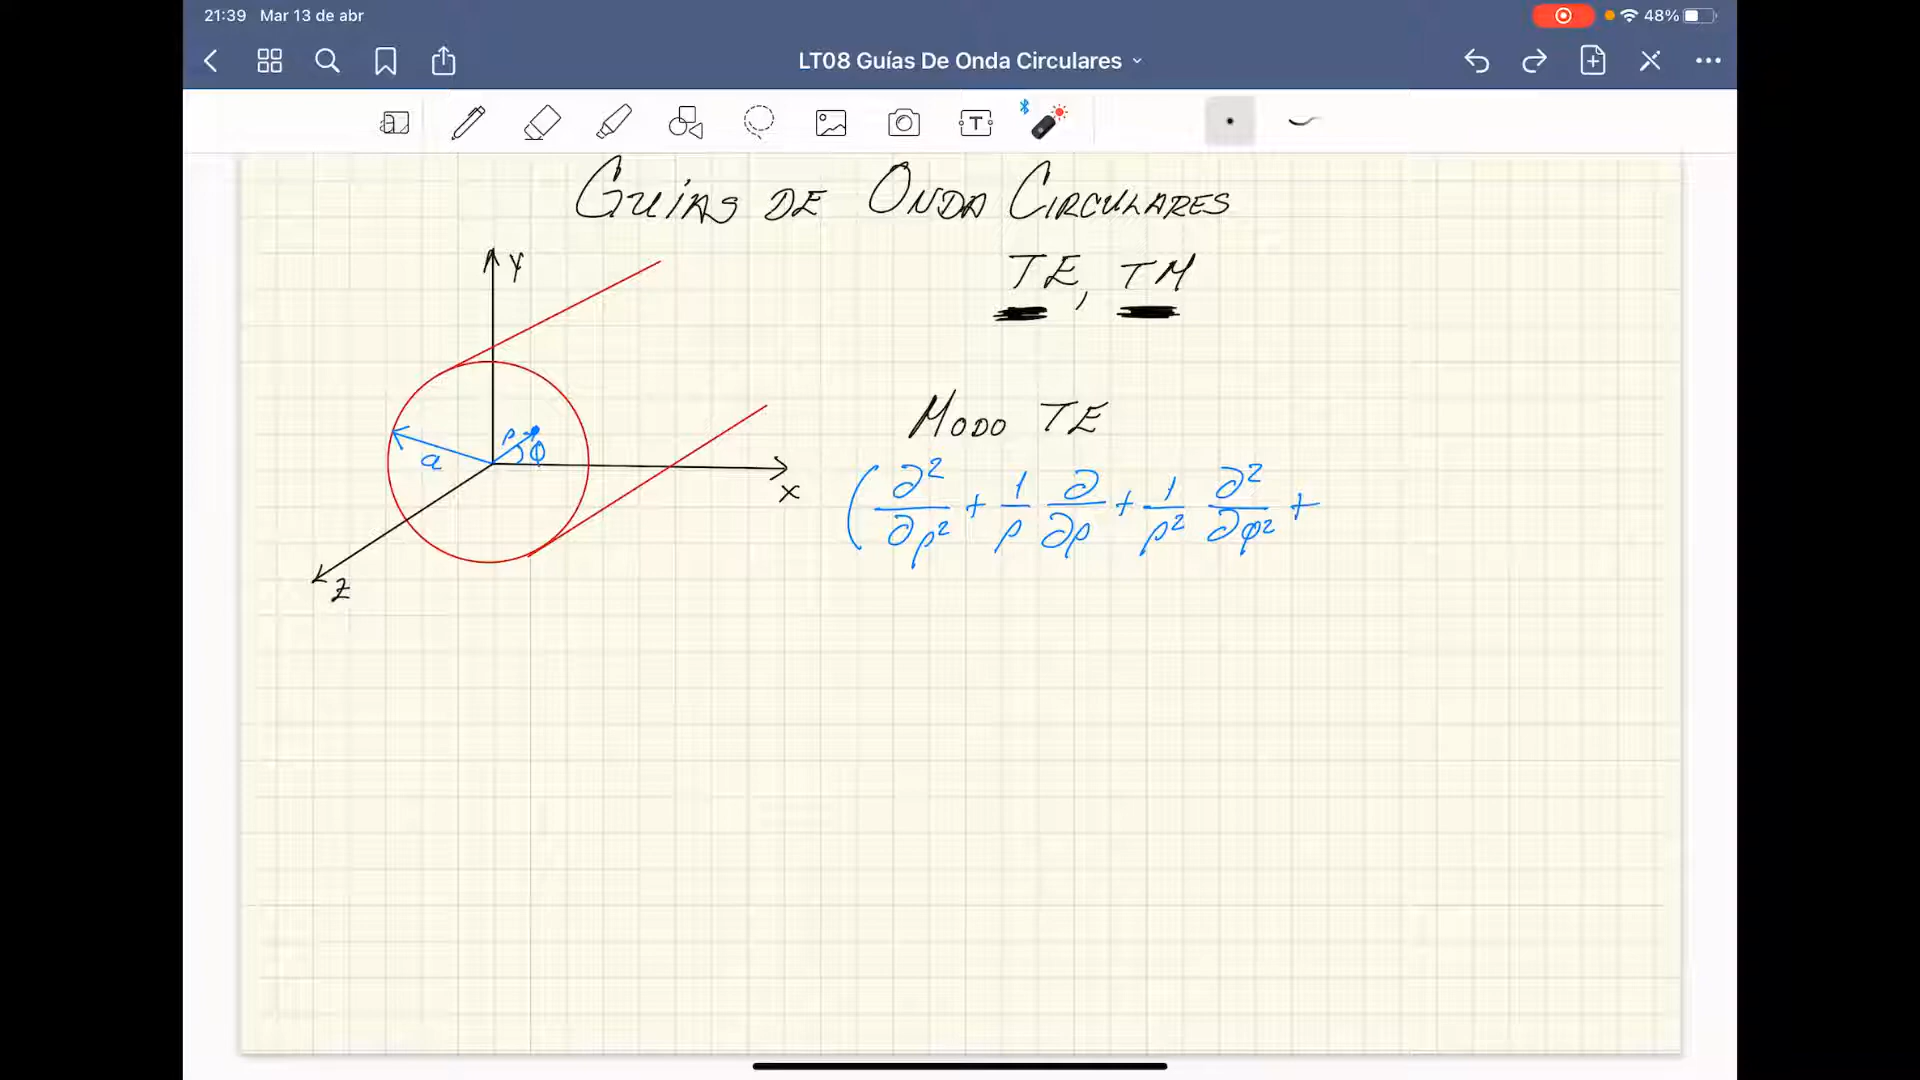 21:39 Mar 13 de abr 48%
LT08 Guías De Onda Circulares
T
GUÍAS DE ONDA CIRCULARES
TE, TM
Y
ρ
ϕ
a
X
Z
MODO TE
(∂²/∂ρ² + 1/ρ ∂/∂ρ + 1/ρ² ∂²/∂φ² +